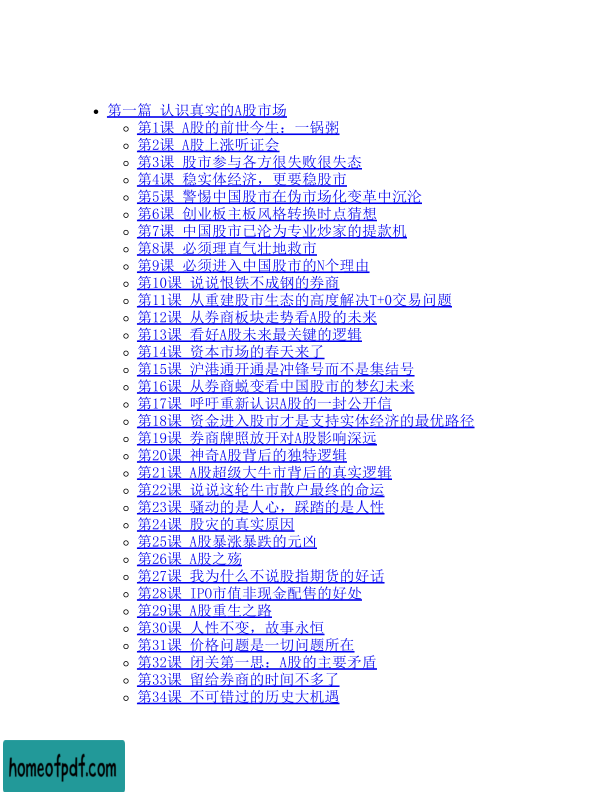 第一篇 认识真实的A股市场
第1课 A股的前世今生：一锅粥
第2课 A股上涨听证会
第3课 股市参与各方很失败很失态
第4课 稳实体经济，更要稳股市
第5课 警惕中国股市在伪市场化变革中沉沦
第6课 创业板主板风格转换时点猜想
第7课 中国股市已沦为专业炒家的提款机
第8课 必须理直气壮地救市
第9课 必须进入中国股市的N个理由
第10课 说说恨铁不成钢的券商
第11课 从重建股市生态的高度解决T+0交易问题
第12课 从券商板块走势看A股的未来
第13课 看好A股未来最关键的逻辑
第14课 资本市场的春天来了
第15课 沪港通开通是冲锋号而不是集结号
第16课 从券商蜕变看中国股市的梦幻未来
第17课 呼吁重新认识A股的一封公开信
第18课 资金进入股市才是支持实体经济的最优路径
第19课 券商牌照放开对A股影响深远
第20课 神奇A股背后的独特逻辑
第21课 A股超级大牛市背后的真实逻辑
第22课 说说这轮牛市散户最终的命运
第23课 骚动的是人心，踩踏的是人性
第24课 股灾的真实原因
第25课 A股暴涨暴跌的元凶
第26课 A股之殇
第27课 我为什么不说股指期货的好话
第28课 IPO市值非现金配售的好处
第29课 A股重生之路
第30课 人性不变，故事永恒
第31课 价格问题是一切问题所在
第32课 闭关第一思：A股的主要矛盾
第33课 留给券商的时间不多了
第34课 不可错过的历史大机遇
homeofpdf.com